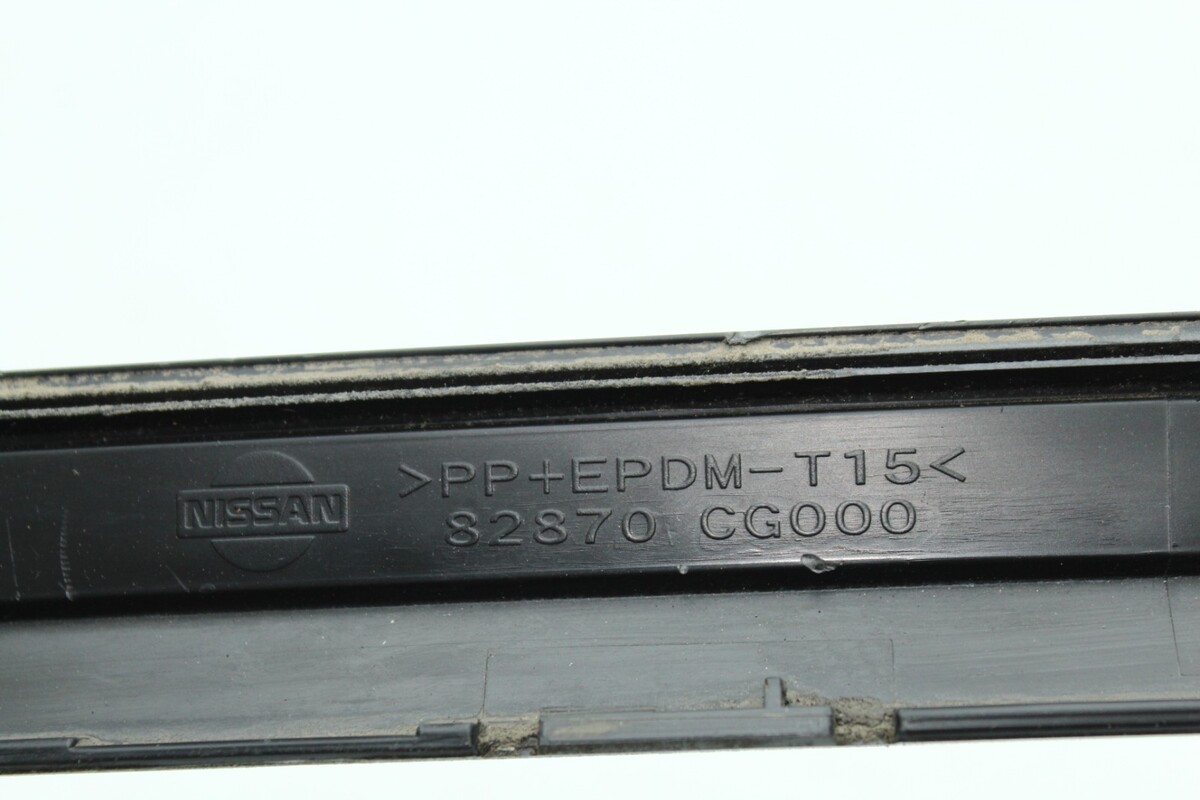 NISSAN
>PP+EPDM-T15<
82870 CG000